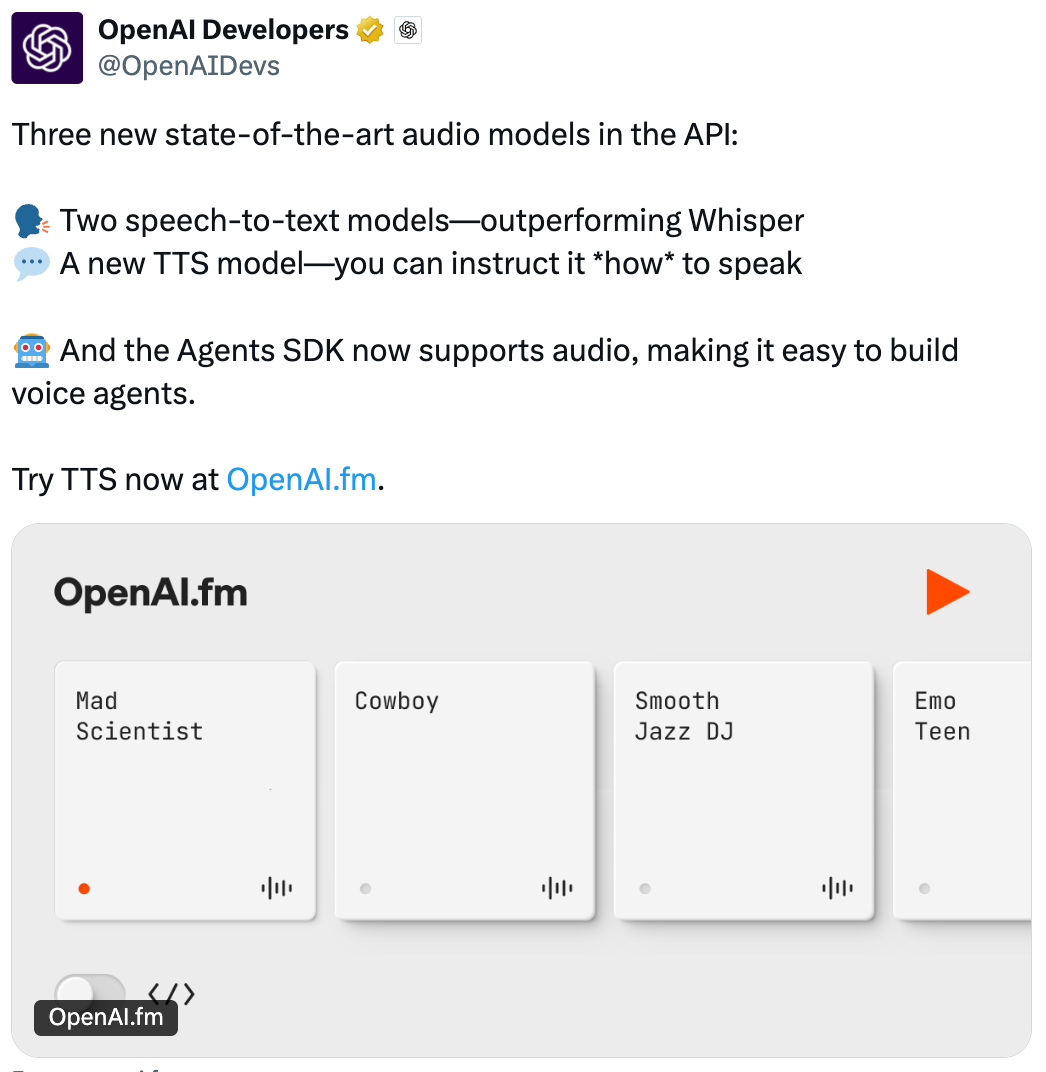 OpenAI Developers
@OpenAIDevs
Three new state-of-the-art audio models in the API:
🗣️ Two speech-to-text models—outperforming Whisper
💬 A new TTS model—you can instruct it *how* to speak
🤖 And the Agents SDK now supports audio, making it easy to build
voice agents.
Try TTS now at OpenAI.fm.
OpenAI.fm
Mad
Scientist
Cowboy
Smooth
Jazz DJ
Emo
Teen
</>
OpenAI.fm